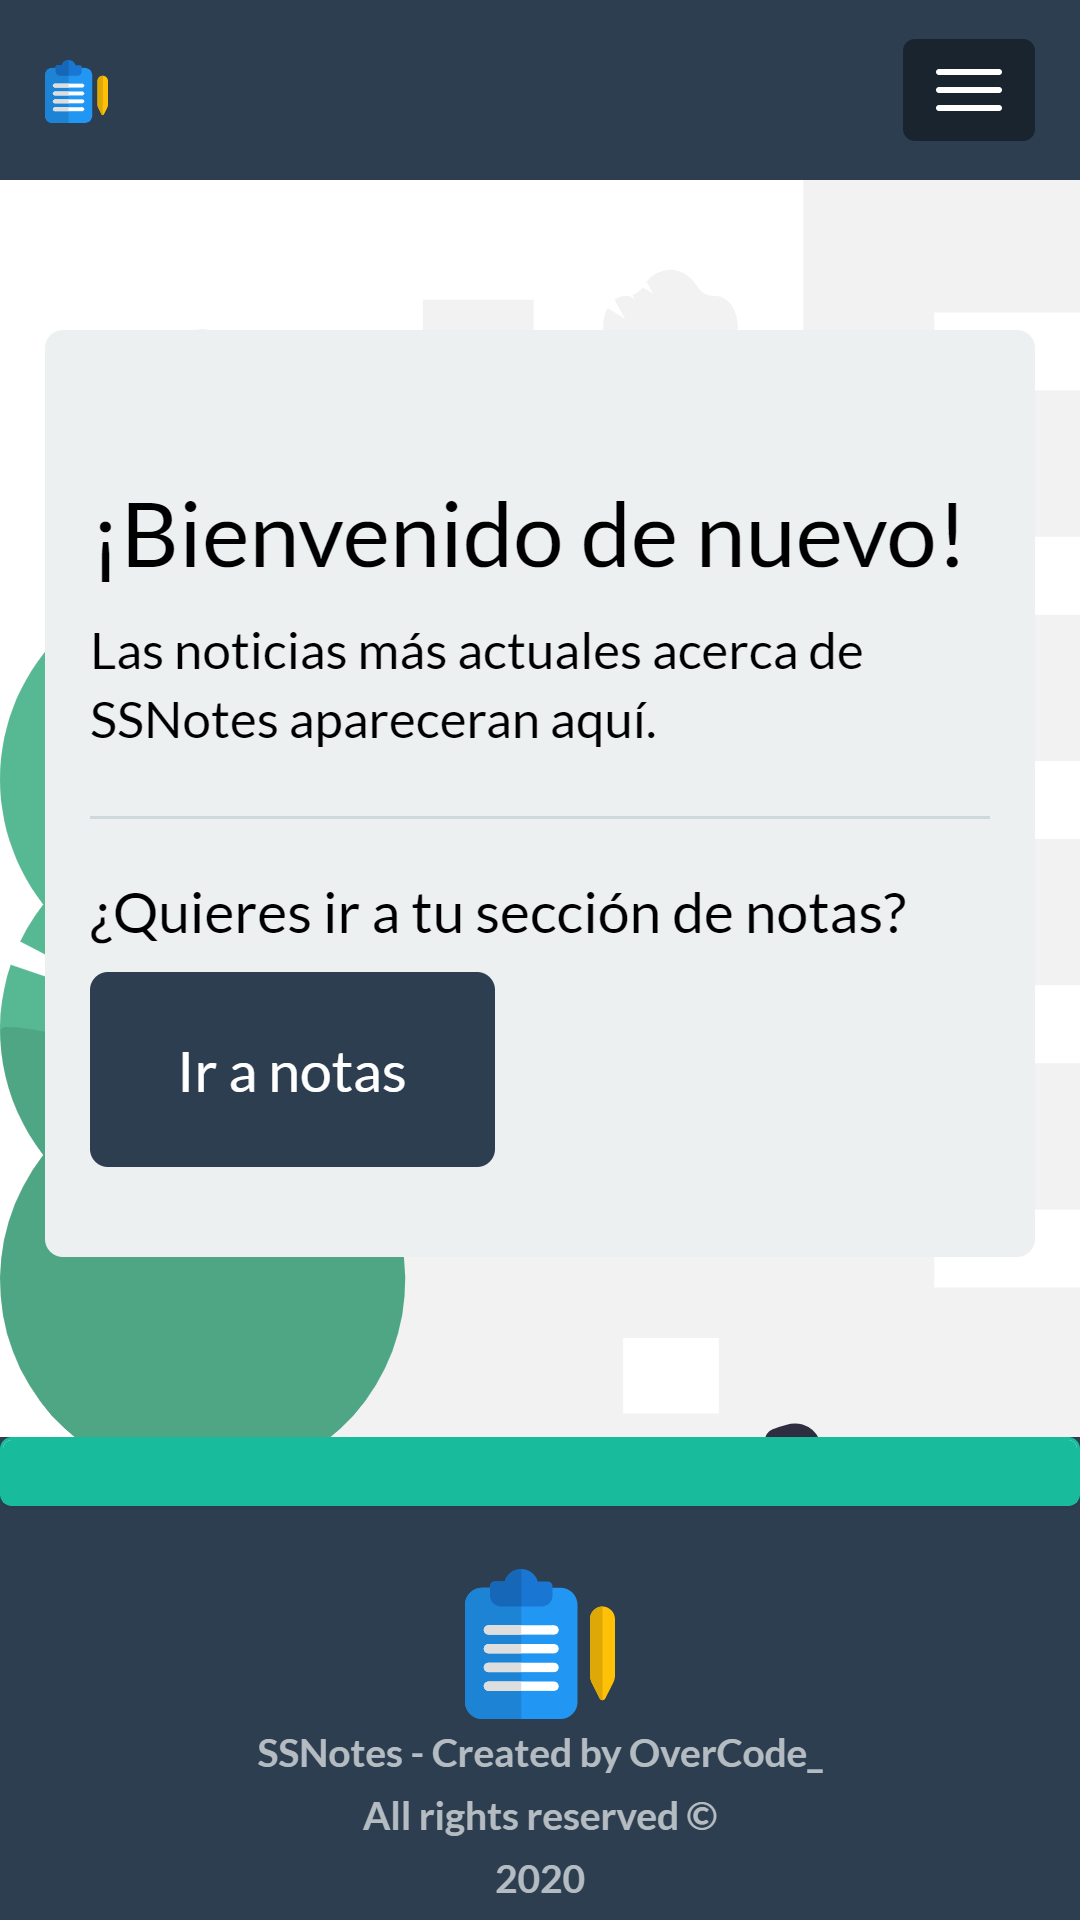 ¡Bienvenido de nuevo!
Las noticias más actuales acerca de
SSNotes apareceran aquí.
¿Quieres ir a tu sección de notas?
Ir a notas
SSNotes - Created by OverCode_
All rights reserved ©
2020